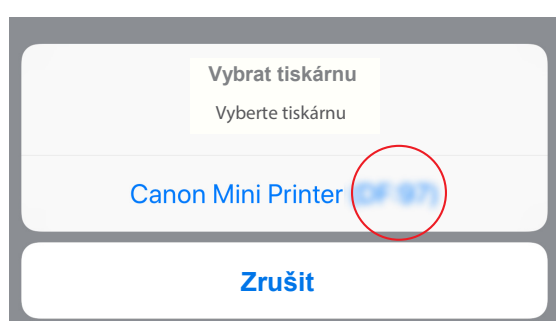 Vybrat tiskárnu
Vyberte tiskárnu
Canon Mini Printer
Zrušit